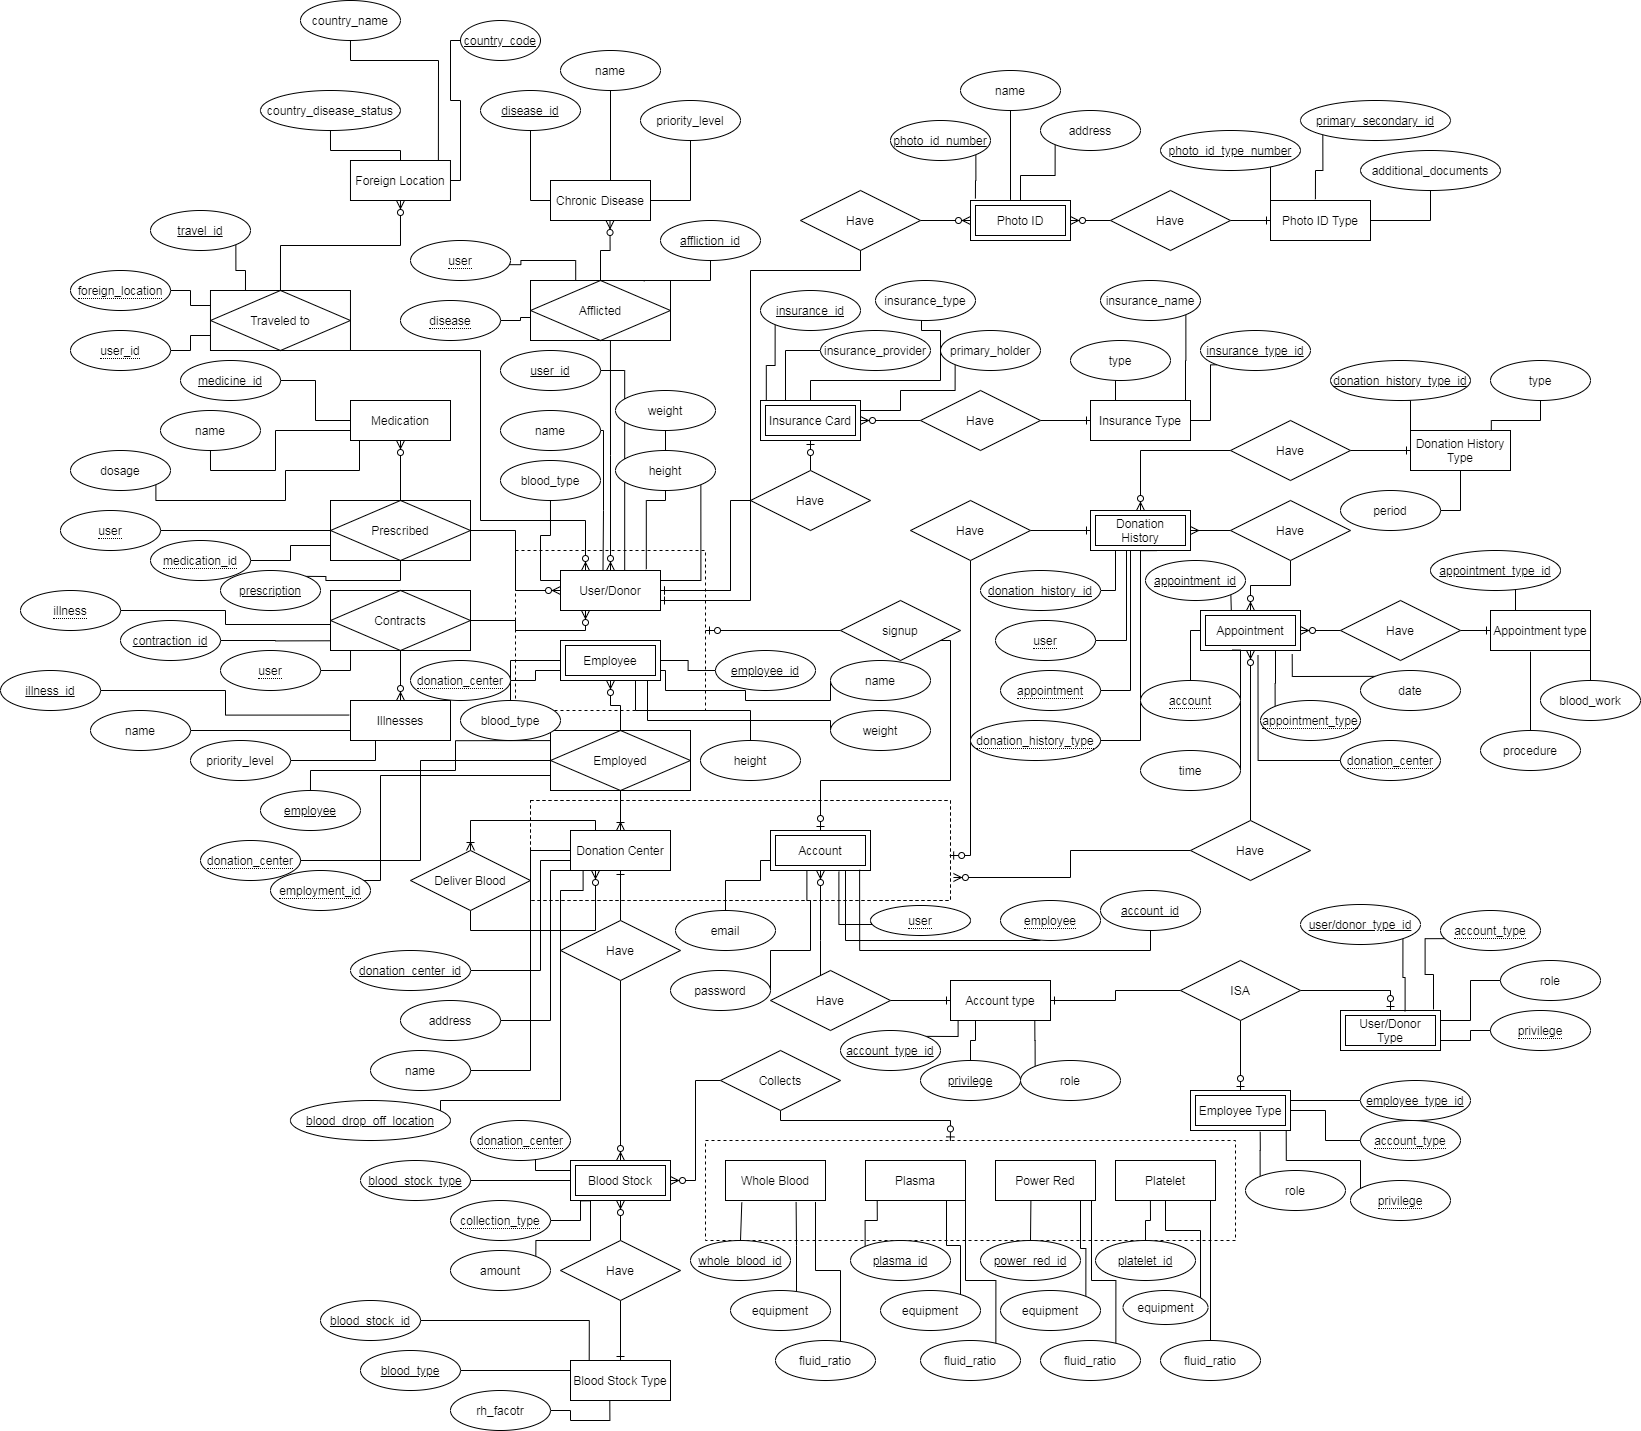 country_name
country_code
name
country_disease_status
disease_id
priority_level
Foreign Location
Chronic Disease
name
photo_id_number
address
primary_secondary_id
photo_id_type_number
additional_documents
Have
Photo ID
Have
Photo ID Type
travel_id
user
affliction_id
foreign_location
Traveled to
user_id
disease
Afflicted
insurance_id
insurance_type
insurance_provider
primary_holder
insurance_name
type
insurance_type_id
donation_history_type_id
type
medicine_id
user_id
name
Medication
name
weight
Insurance Card
Have
Insurance Type
Have
Donation History
Type
dosage
blood_type
height
Have
period
user
Prescribed
medication_id
prescription
Have
Donation
History
Have
User/Donor
donation_history_id
appointment_id
appointment_type_id
illness
Contracts
contraction_id
user
signup
user
Appointment
Have
Appointment type
Employee
donation_center
employee_id
name
illness_id
Illnesses
name
blood_type
weight
appointment
account
date
blood_work
appointment_type
priority_level
Employed
height
donation_history_type
time
donation_center
procedure
employee
donation_center
employment_id
Deliver Blood
Donation Center
Account
Have
email
user
employee
account_id
user/donor_type_id
account_type
Have
donation_center_id
password
Have
Account type
ISA
role
address
User/Donor
Type
privilege
name
account_type_id
privilege
role
Collects
blood_drop_off_location
Employee Type
employee_type_id
account_type
donation_center
blood_stock_type
Blood Stock
Whole Blood
Plasma
Power Red
Platelet
role
privilege
collection_type
amount
Have
whole_blood_id
plasma_id
power_red_id
platelet_id
equipment
equipment
equipment
equipment
blood_stock_id
fluid_ratio
fluid_ratio
fluid_ratio
fluid_ratio
blood_type
Blood Stock Type
rh_facotr